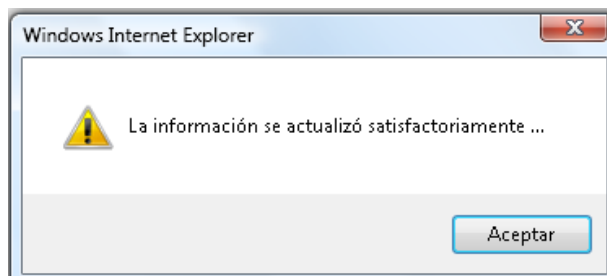 Windows Internet Explorer
La información se actualizó satisfactoriamente ...
Aceptar